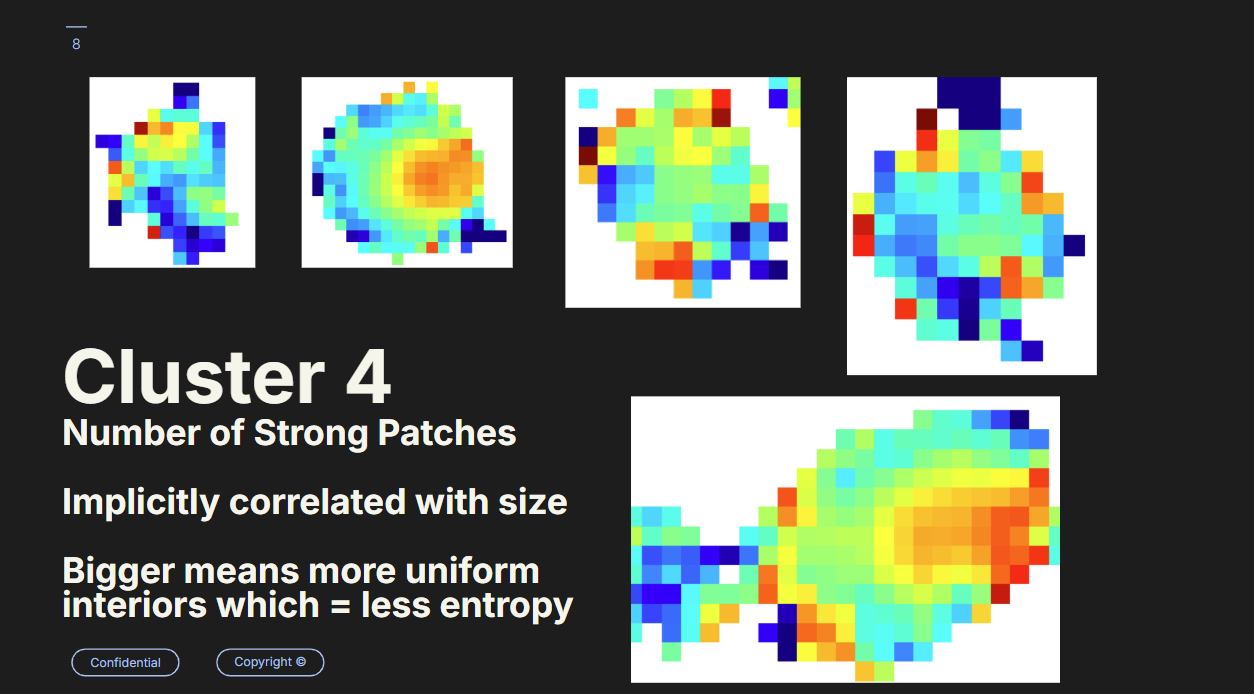 8
Cluster 4
Number of Strong Patches
Implicitly correlated with size
Bigger means more uniform
interiors which = less entropy
Confidential
Copyright ©